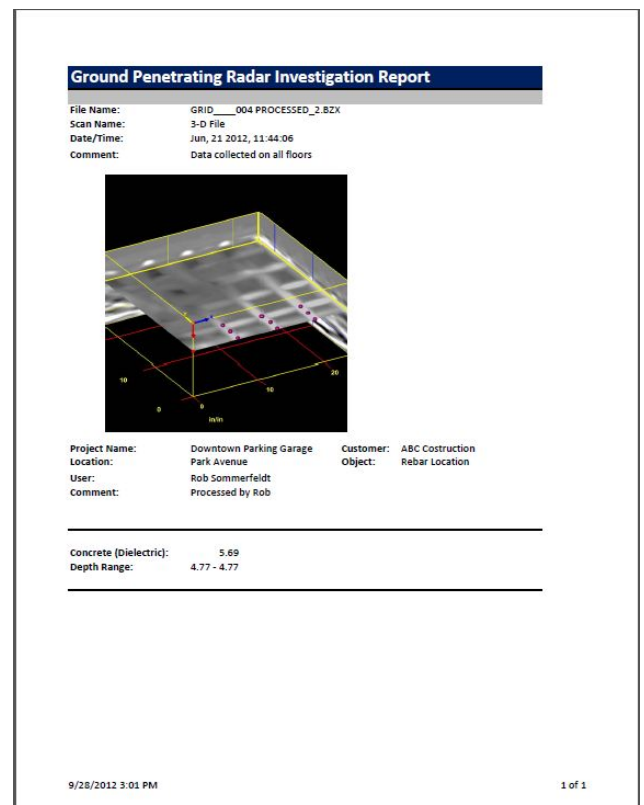 Ground Penetrating Radar Investigation Report
File Name: GRID____004 PROCESSED_2.BZX
Scan Name: 3-D File
Date/Time: Jun, 21 2012, 11:44:06
Comment: Data collected on all floors
10
0
0
10
20
in/in
Project Name: Downtown Parking Garage Customer: ABC Costruction
Location: Park Avenue Object: Rebar Location
User: Rob Sommerfeldt
Comment: Processed by Rob
Concrete (Dielectric): 5.69
Depth Range: 4.77 - 4.77
9/28/2012 3:01 PM 1 of 1